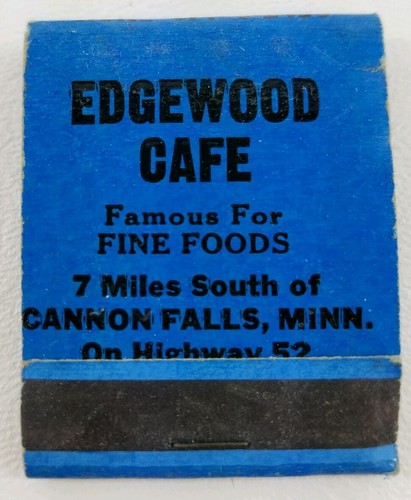 EDGEWOOD
CAFE
Famous For
FINE FOODS
7 Miles South of
CANNON FALLS, MINN.
On Highway 52